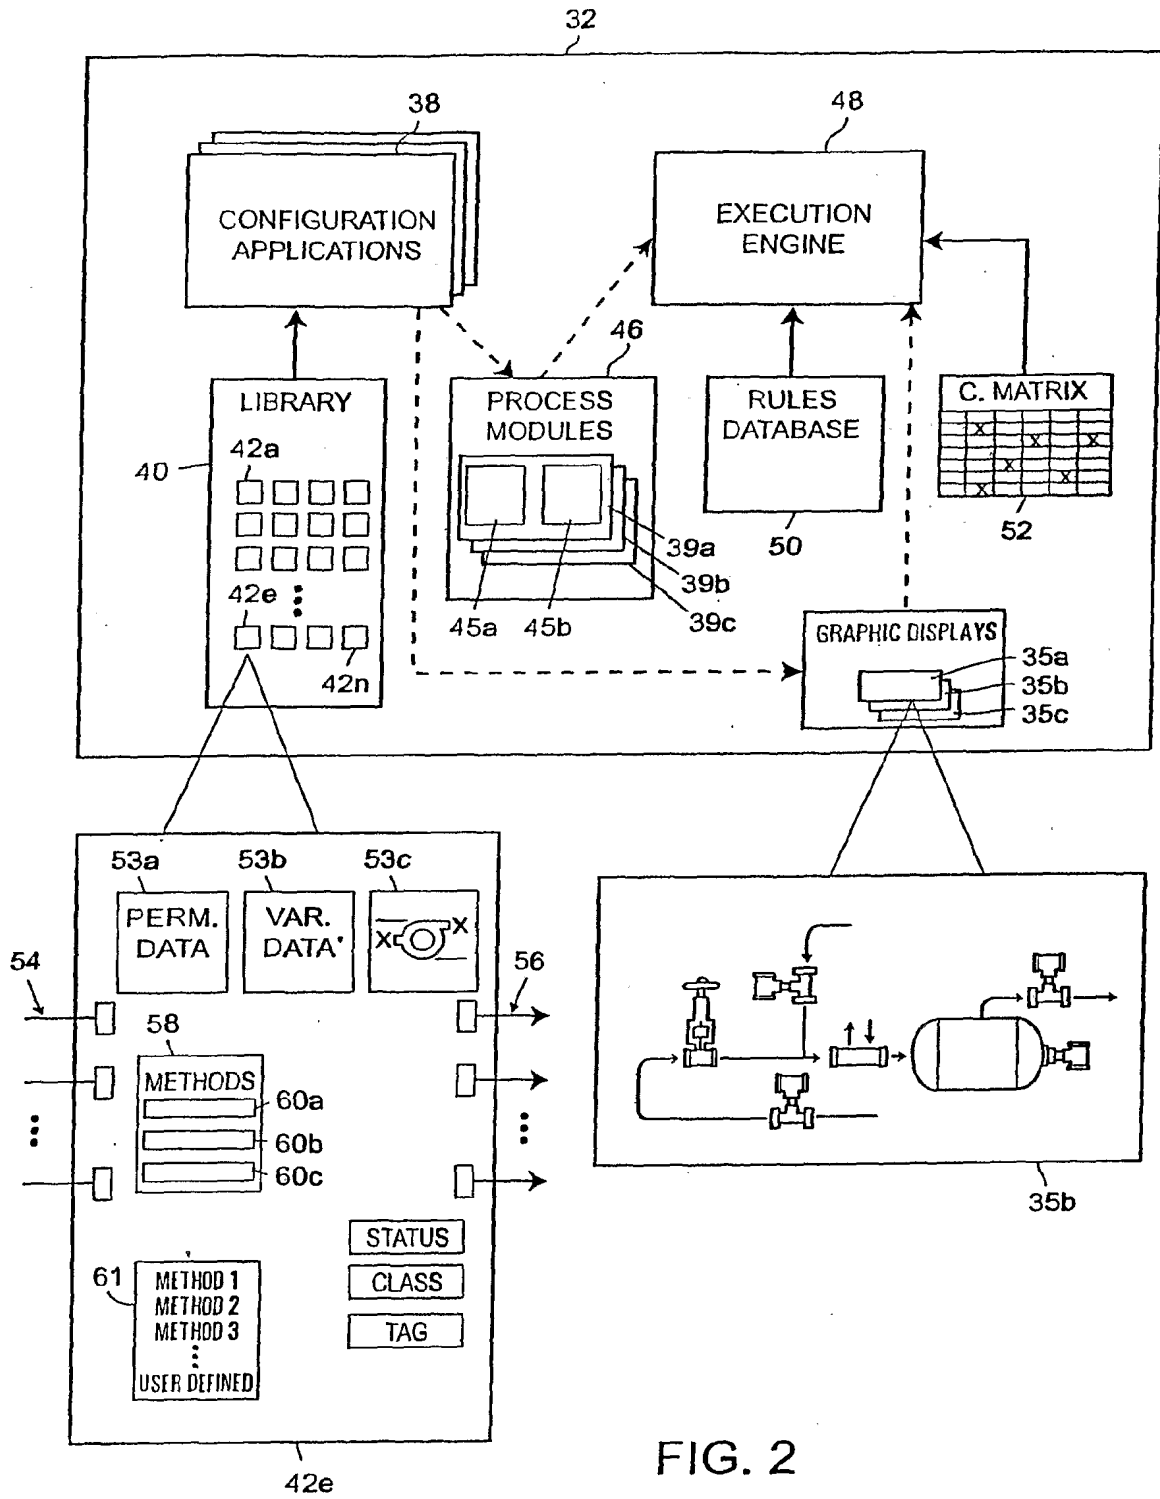 32
38
48
CONFIGURATION
APPLICATIONS
EXECUTION
ENGINE
46
LIBRARY
PROCESS
MODULES
RULES
DATABASE
C. MATRIX
X
X X
X
X
X
40
42a
39a
39b
39c
50
52
42e
45a 45b
42n
GRAPHIC DISPLAYS
35a
35b
35c
53a 53b 53c
PERM.
DATA
VAR.
DATA'
X X
54
56
58
METHODS
60a
60b
60c
35b
STATUS
CLASS
TAG
61
METHOD 1
METHOD 2
METHOD 3
USER DEFINED
42e
FIG. 2